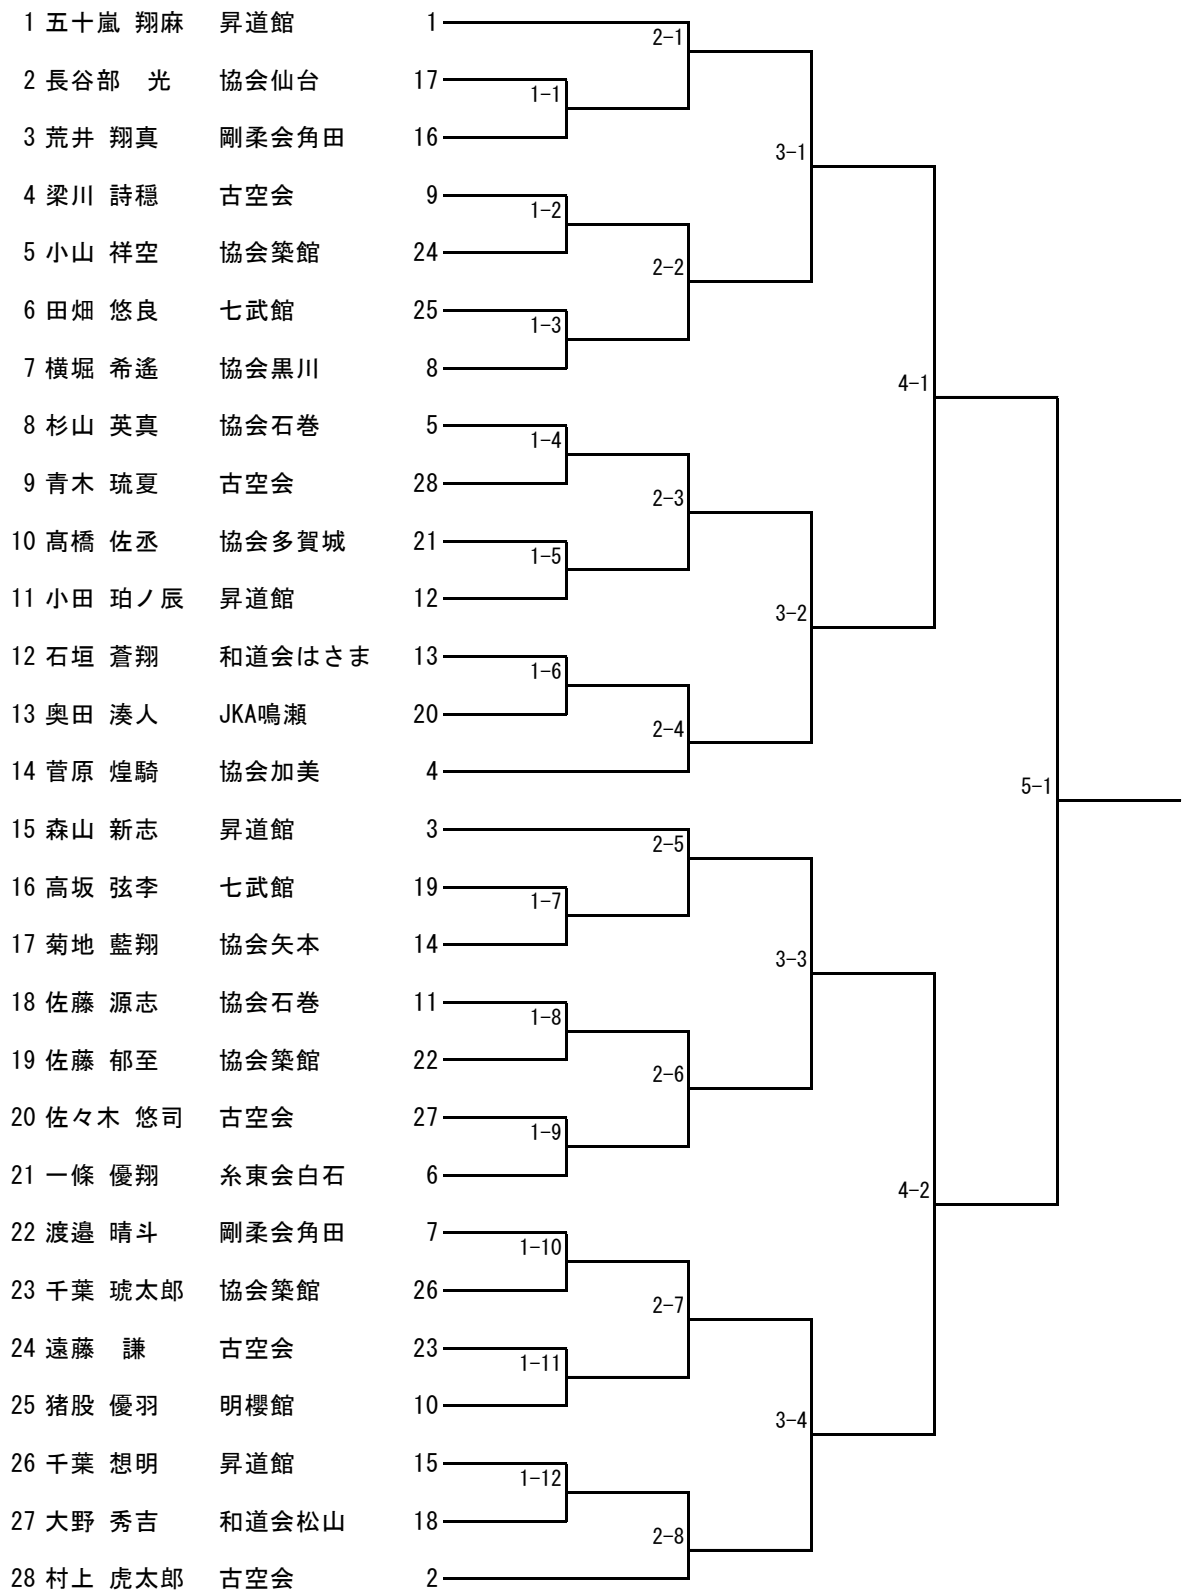 1 五十嵐 翔麻 昇道館 1
2-1
2 長谷部 光 協会仙台 17
1-1
3 荒井 翔真 剛柔会角田 16
3-1
4 梁川 詩穏 古空会 9
1-2
5 小山 祥空 協会築館 24
2-2
6 田畑 悠良 七武館 25
1-3
7 横堀 希遙 協会黒川 8
4-1
8 杉山 英真 協会石巻 5
1-4
9 青木 琉夏 古空会 28
2-3
10 髙橋 佐丞 協会多賀城 21
1-5
11 小田 珀ノ辰 昇道館 12
3-2
12 石垣 蒼翔 和道会はさま 13
1-6
13 奥田 湊人 JKA鳴瀬 20
2-4
14 菅原 煌騎 協会加美 4
5-1
15 森山 新志 昇道館 3
2-5
16 高坂 弦李 七武館 19
1-7
17 菊地 藍翔 協会矢本 14
3-3
18 佐藤 源志 協会石巻 11
1-8
19 佐藤 郁至 協会築館 22
2-6
20 佐々木 悠司 古空会 27
1-9
21 一條 優翔 糸東会白石 6
4-2
22 渡邉 晴斗 剛柔会角田 7
1-10
23 千葉 琥太郎 協会築館 26
2-7
24 遠藤 謙 古空会 23
1-11
25 猪股 優羽 明櫻館 10
3-4
26 千葉 想明 昇道館 15
1-12
27 大野 秀吉 和道会松山 18
2-8
28 村上 虎太郎 古空会 2